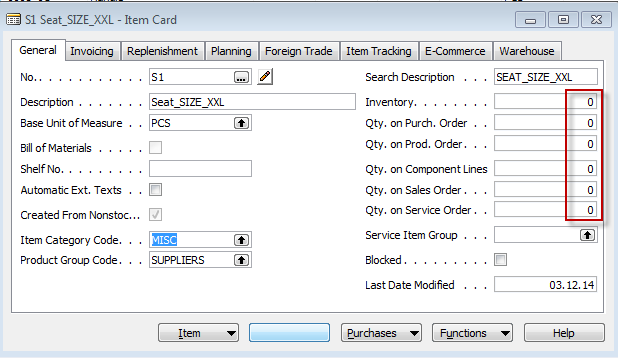 S1 Seat_SIZE_XXL - Item Card
General Invoicing Replenishment Planning Foreign Trade Item Tracking E-Commerce Warehouse
No. . . . . . . . . . . . S1 ... Search Description . . . SEAT_SIZE_XXL
Description . . . . . . . . Seat_SIZE_XXL Inventory. . . . . . . . . 0
Base Unit of Measure . . . PCS Qty. on Purch. Order . . . 0
Qty. on Prod. Order. . . . 0
Bill of Materials . . . . .
Shelf No. . . . . . . . . . Qty. on Component Lines 0
Automatic Ext. Texts . . . Qty. on Sales Order . . . . 0
Created From Nonstoc... Qty. on Service Order . . . 0
Item Category Code. . . . MISC Service Item Group . . . .
Product Group Code. . . . SUPPLIERS Blocked . . . . . . . . . .
Last Date Modified . . . . 03.12.14
Item Purchases Functions Help